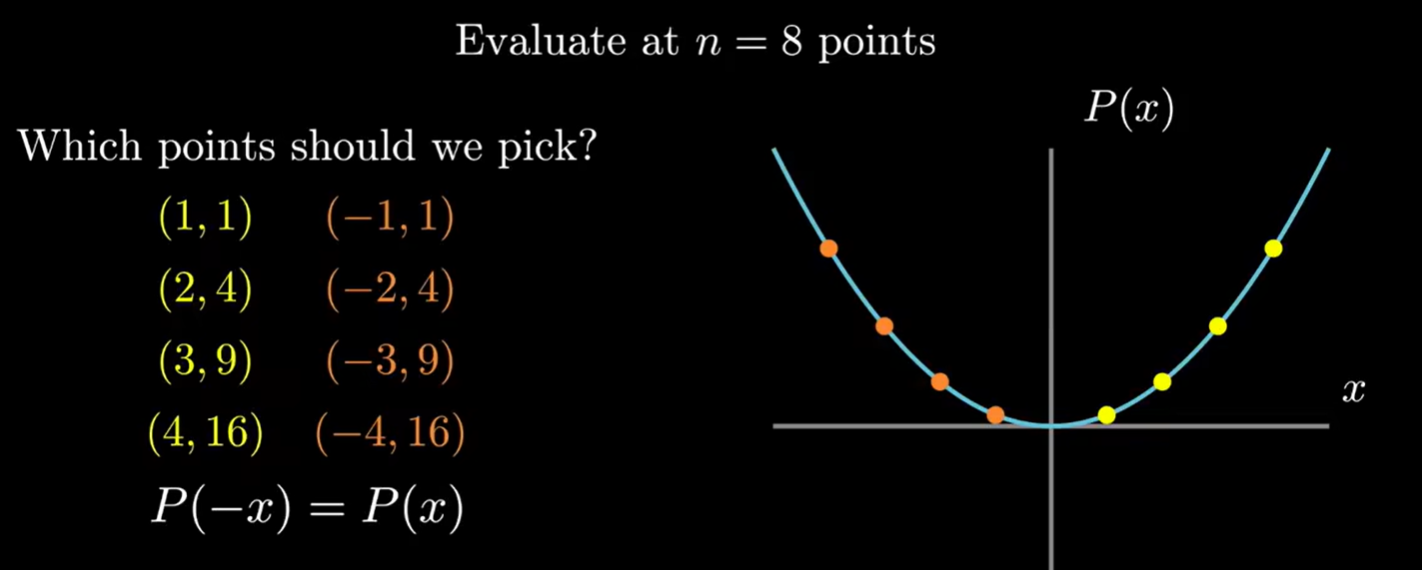 Evaluate at n = 8 points
P(x)
Which points should we pick?
(1, 1) (−1, 1)
(2, 4) (−2, 4)
(3, 9) (−3, 9)
x
(4, 16) (−4, 16)
P(−x) = P(x)